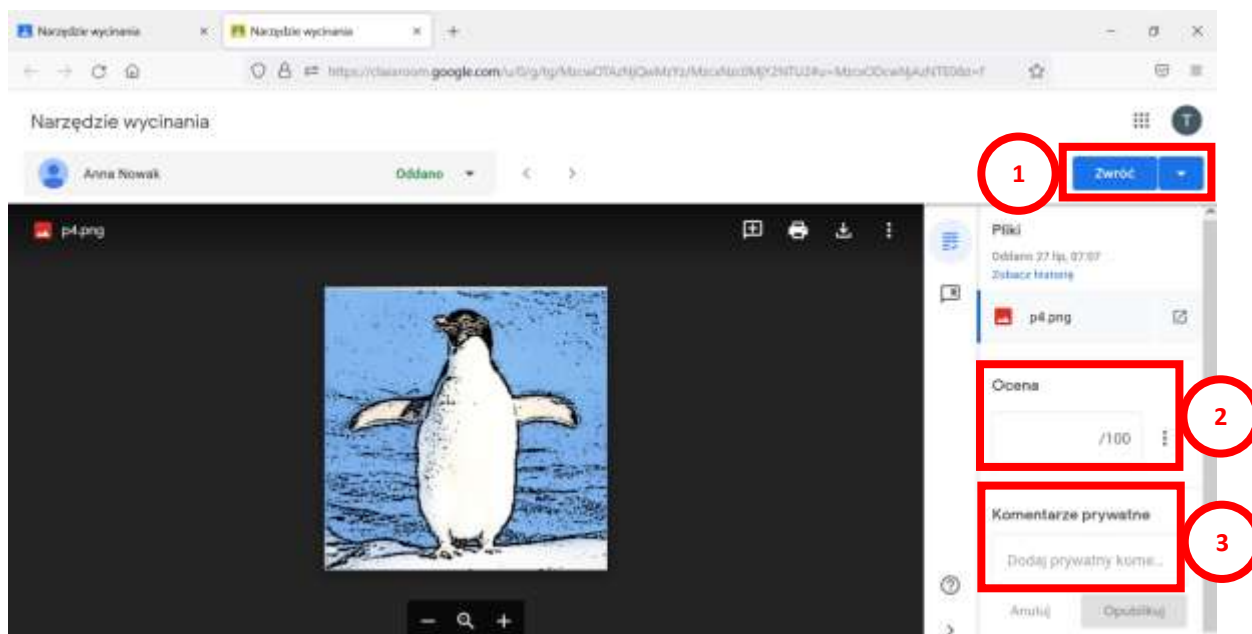 Narzędzie wycinania
Narzędzie wycinania
Narzędzie wycinania
T
Anna Nowak
Oddano
1
Zwróć
p4.png
Pliki
Oddano 27 lip, 07:07
Zobacz historię
p4.png
Ocena
/100
2
Komentarze prywatne
Dodaj prywatny kome...
3
Anuluj
Opublikuj